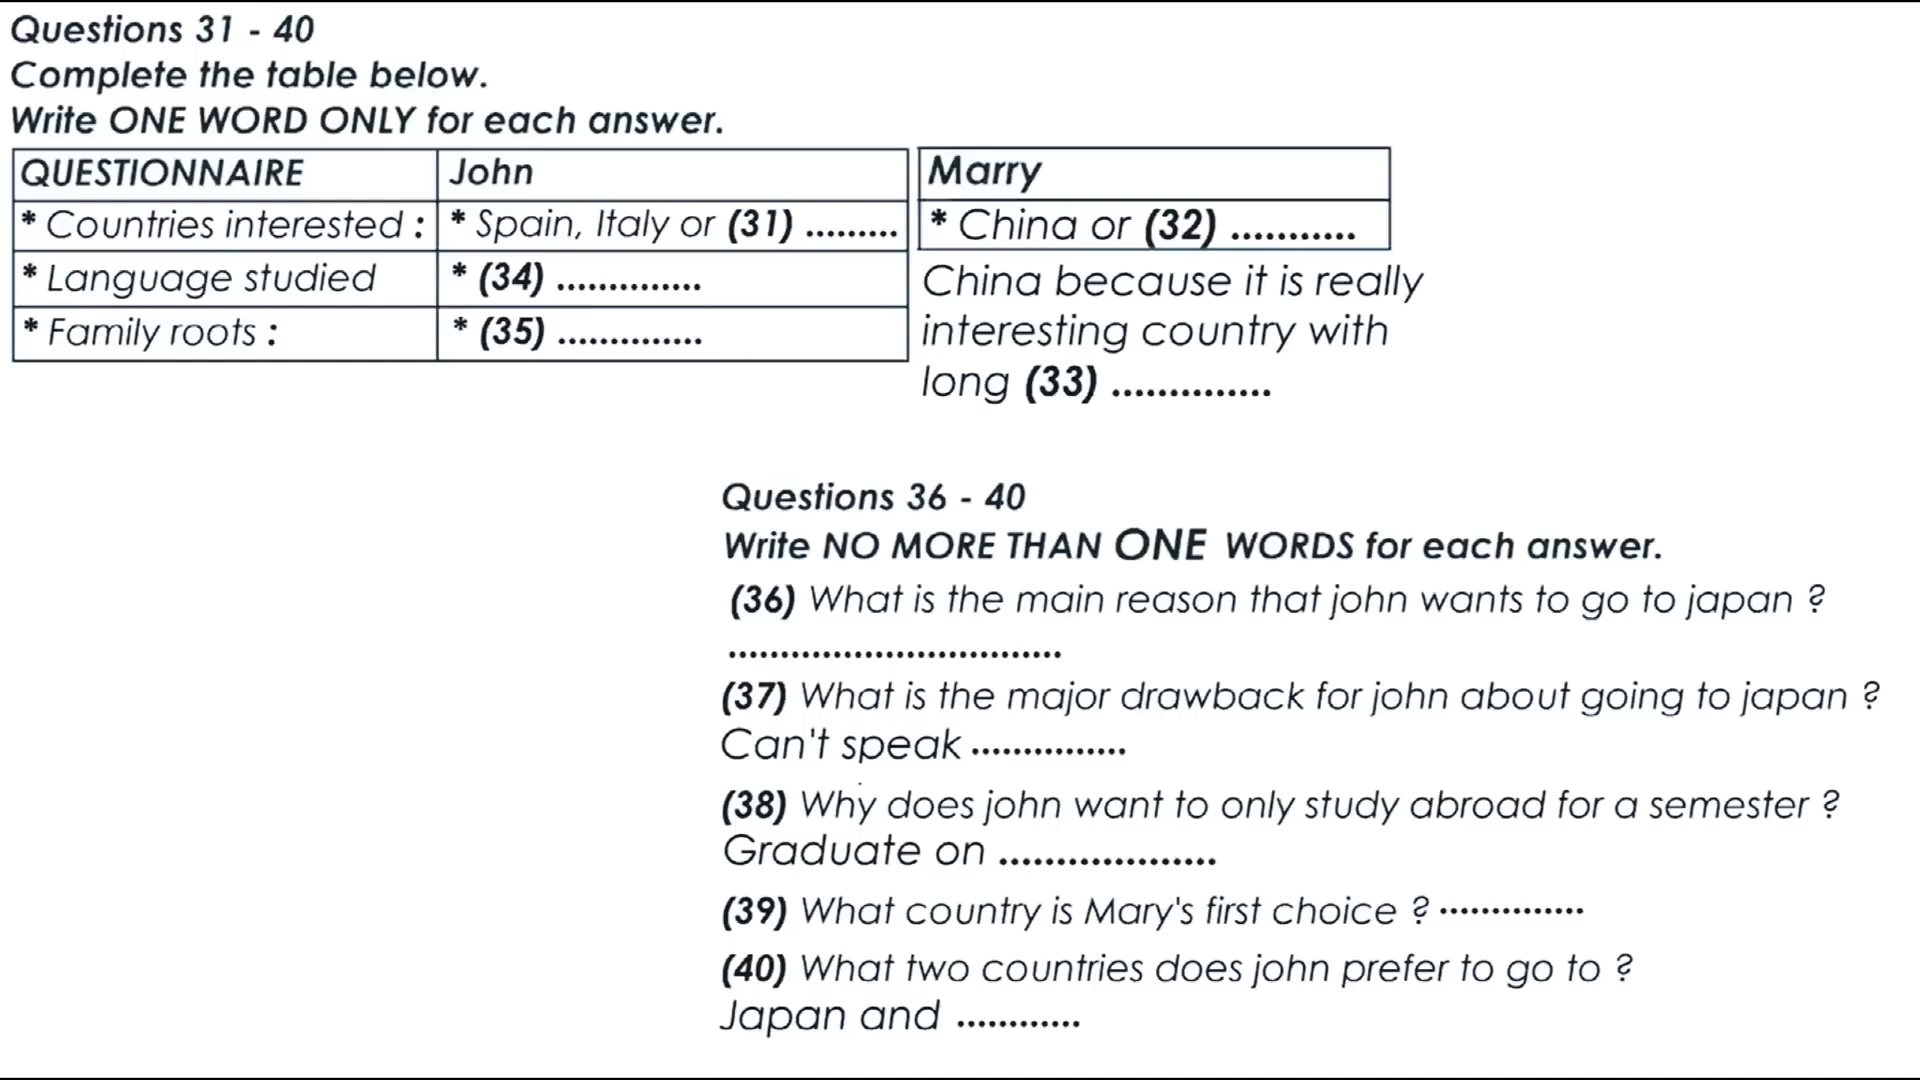 Questions 31 - 40
Complete the table below.
Write ONE WORD ONLY for each answer.
QUESTIONNAIRE John Marry
* Countries interested : * Spain, Italy or (31) ......... * China or (32) ...........
* Language studied * (34) ..............
* Family roots : * (35) ..............
China because it is really
interesting country with
long (33) ..............
Questions 36 - 40
Write NO MORE THAN ONE WORDS for each answer.
(36) What is the main reason that john wants to go to japan ?
................................
(37) What is the major drawback for john about going to japan ?
Can't speak ...............
(38) Why does john want to only study abroad for a semester ?
Graduate on ...................
(39) What country is Mary's first choice ? ..............
(40) What two countries does john prefer to go to ?
Japan and ............